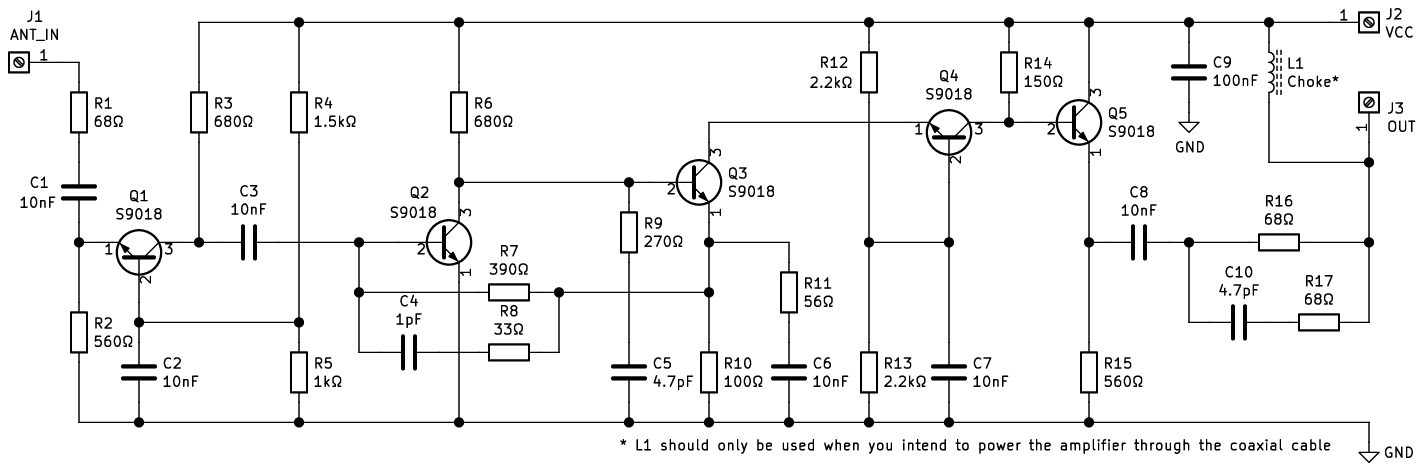 J1
ANT_IN
1
R1
68Ω
C1
10nF
Q1
S9018
1
3
2
R2
560Ω
C2
10nF
R3
680Ω
C3
10nF
R4
1.5kΩ
R5
1kΩ
R6
680Ω
Q2
S9018
2
3
1
R7
390Ω
R8
33Ω
C4
1pF
R9
270Ω
C5
4.7pF
Q3
S9018
2
3
1
R10
100Ω
R11
56Ω
C6
10nF
R12
2.2kΩ
R13
2.2kΩ
Q4
S9018
1
3
2
C7
10nF
R14
150Ω
Q5
S9018
2
3
1
R15
560Ω
C8
10nF
C9
100nF
GND
L1
Choke*
1
J2
VCC
J3
OUT
1
R16
68Ω
C10
4.7pF
R17
68Ω
* L1 should only be used when you intend to power the amplifier through the coaxial cable
GND